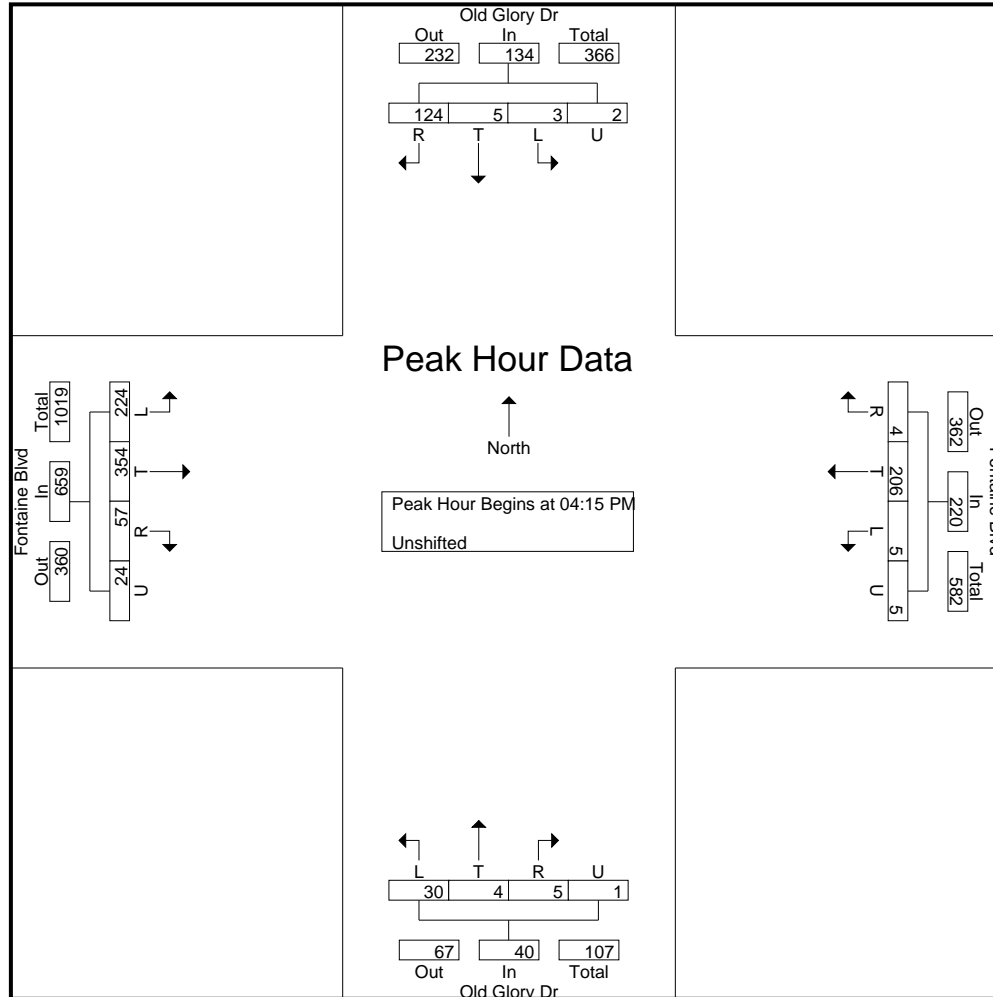 Old Glory Dr
Out In Total
232 134 366
124 5 3 2
R T L U
Peak Hour Data
North
Peak Hour Begins at 04:15 PM
Unshifted
Fontaine Blvd
Total In Out
1019 659 360
224 354 57 24
L T R U
Out In Total
362 220 582
4 206 5 5
R T L U
L T R U
30 4 5 1
67 40 107
Out In Total
Old Glory Dr